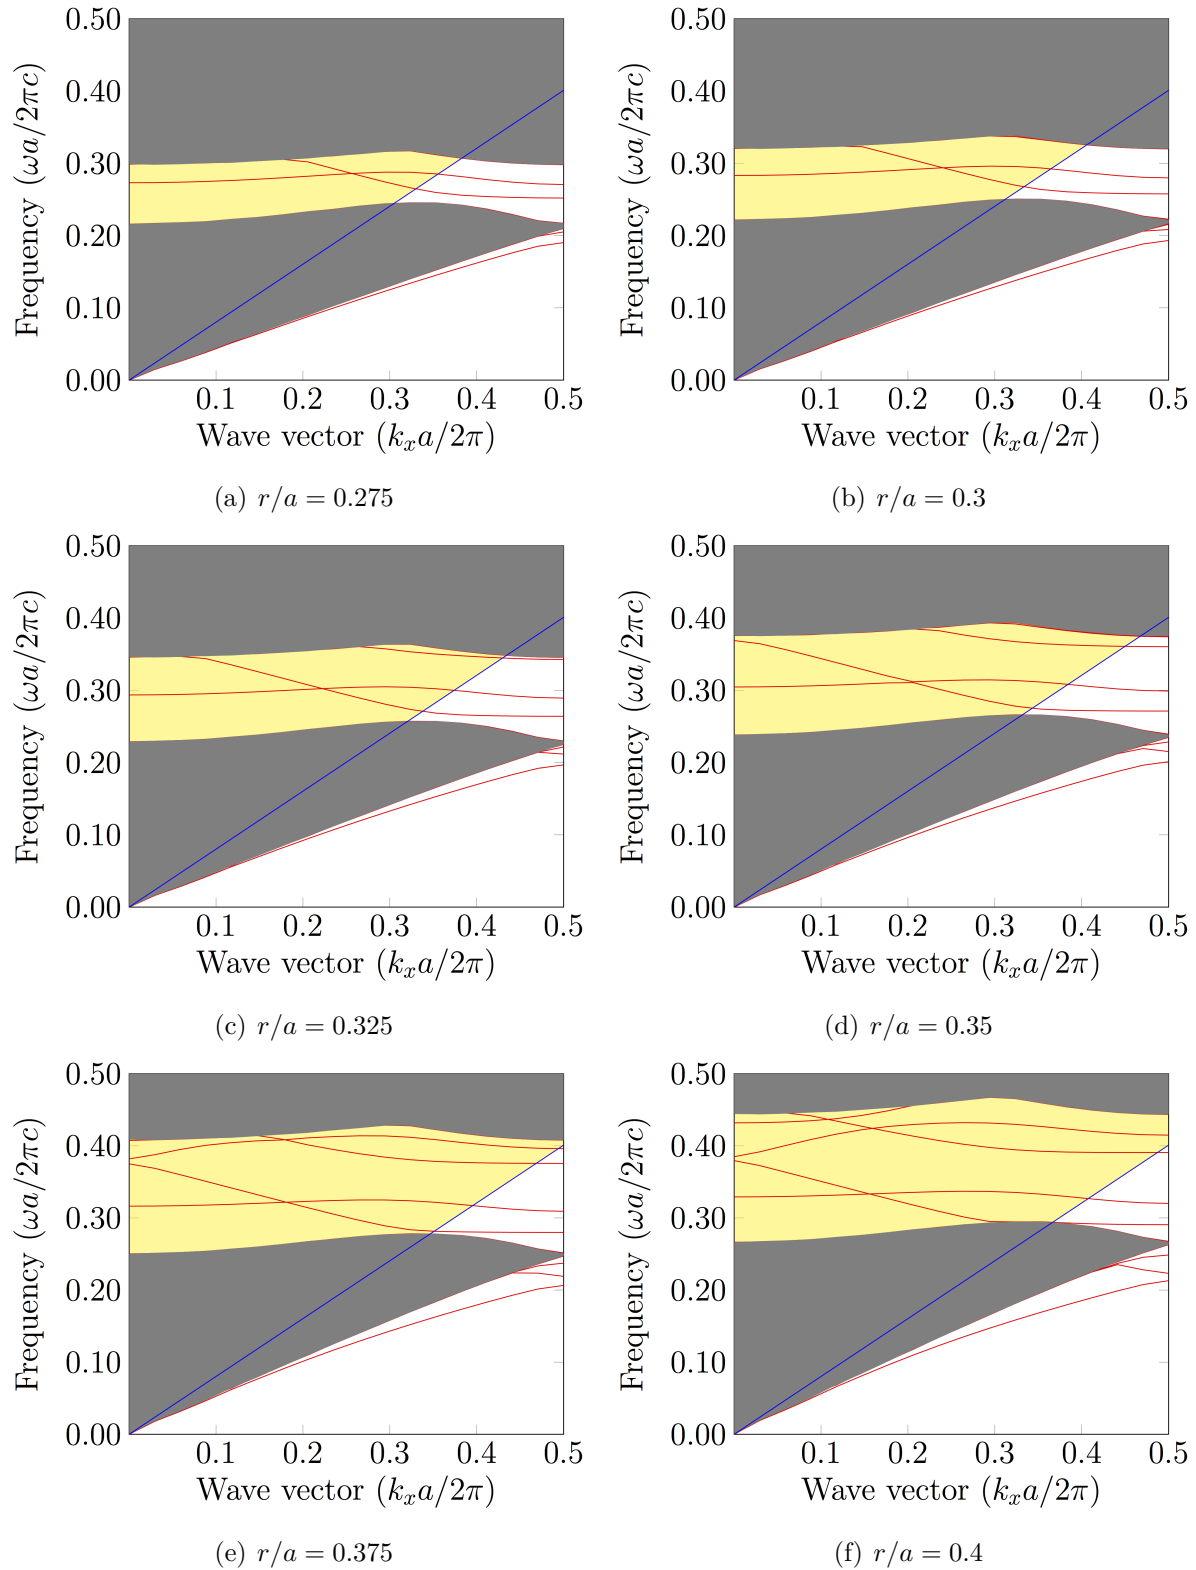 0.50
0.40
0.30
0.20
0.10
0.00
0.1 0.2 0.3 0.4 0.5
Frequency (ωa/2πc)
Wave vector (kₓa/2π)
(a) r/a = 0.275
0.50
0.40
0.30
0.20
0.10
0.00
0.1 0.2 0.3 0.4 0.5
Frequency (ωa/2πc)
Wave vector (kₓa/2π)
(b) r/a = 0.3
0.50
0.40
0.30
0.20
0.10
0.00
0.1 0.2 0.3 0.4 0.5
Frequency (ωa/2πc)
Wave vector (kₓa/2π)
(c) r/a = 0.325
0.50
0.40
0.30
0.20
0.10
0.00
0.1 0.2 0.3 0.4 0.5
Frequency (ωa/2πc)
Wave vector (kₓa/2π)
(d) r/a = 0.35
0.50
0.40
0.30
0.20
0.10
0.00
0.1 0.2 0.3 0.4 0.5
Frequency (ωa/2πc)
Wave vector (kₓa/2π)
(e) r/a = 0.375
0.50
0.40
0.30
0.20
0.10
0.00
0.1 0.2 0.3 0.4 0.5
Frequency (ωa/2πc)
Wave vector (kₓa/2π)
(f) r/a = 0.4